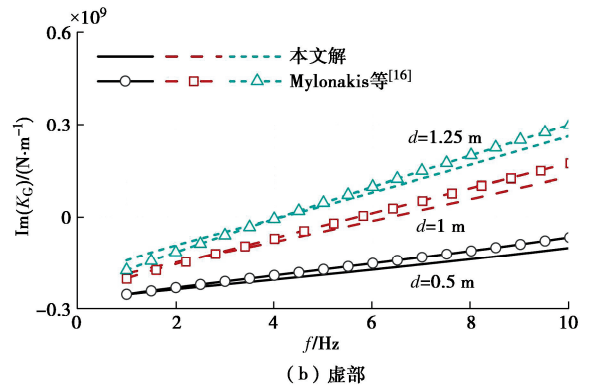 ×10⁹
0.6
本文解
Mylonakis等[16]
0.3
d=1.25 m
Im(K_G)/(N·m⁻¹)
0
d=1 m
d=0.5 m
−0.3
2
4
6
8
10
f/Hz
(b)虚部